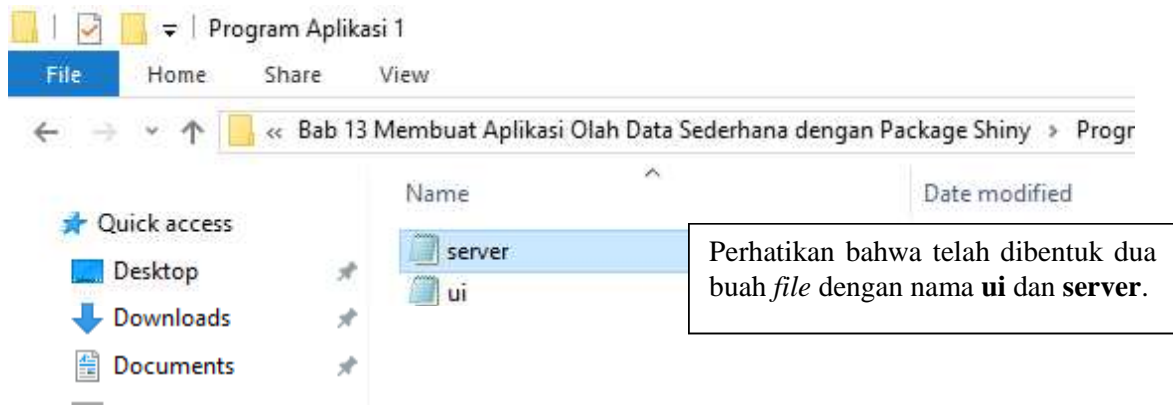 Program Aplikasi 1
File Home Share View
« Bab 13 Membuat Aplikasi Olah Data Sederhana dengan Package Shiny > Progr
Name Date modified
Quick access
Desktop
Downloads
Documents
server
ui
Perhatikan bahwa telah dibentuk dua
buah file dengan nama ui dan server.